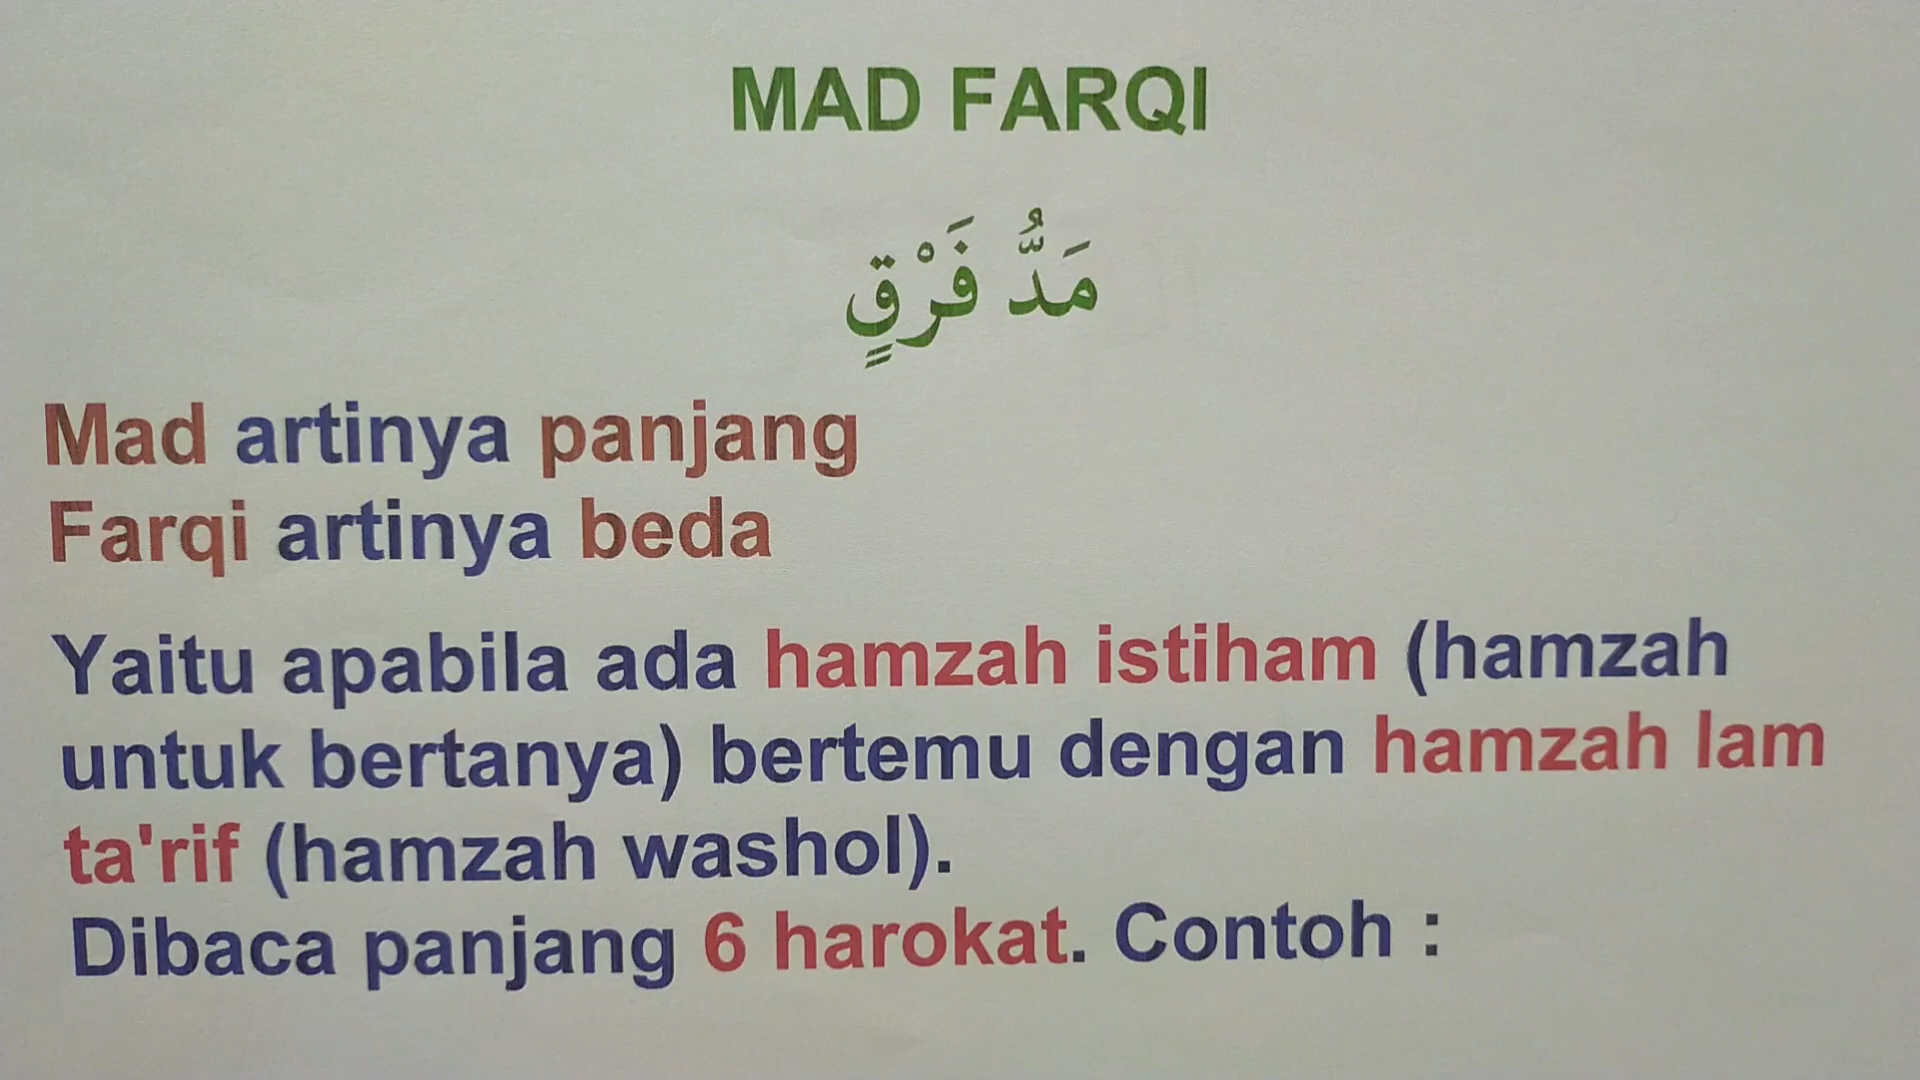 MAD FARQI
مَدُّ فَرْقٍ
Mad artinya panjang
Farqi artinya beda
Yaitu apabila ada hamzah istiham (hamzah
untuk bertanya) bertemu dengan hamzah lam
ta'rif (hamzah washol).
Dibaca panjang 6 harokat. Contoh :